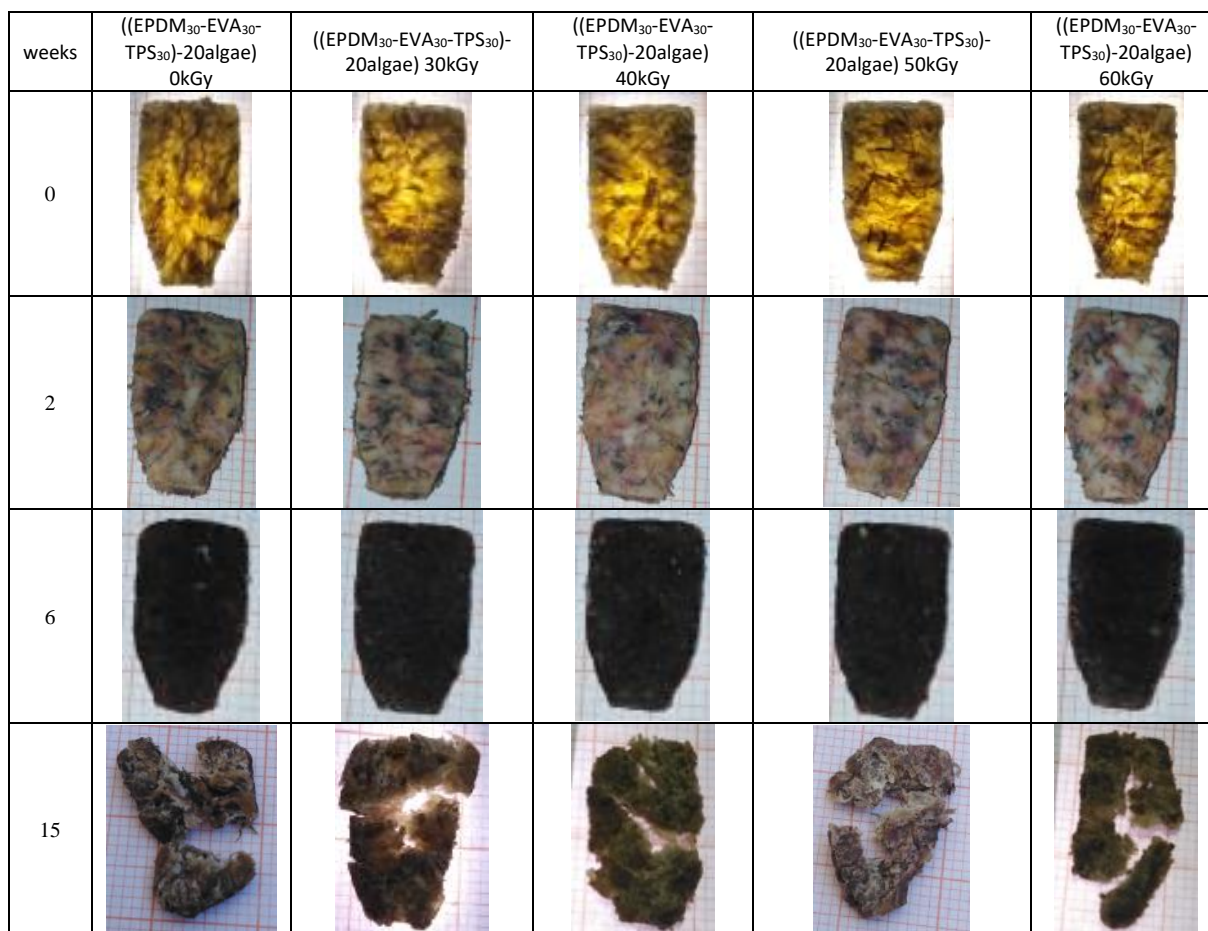 weeks
((EPDM₃₀-EVA₃₀-
TPS₃₀)-20algae)
0kGy
((EPDM₃₀-EVA₃₀-TPS₃₀)-
20algae) 30kGy
((EPDM₃₀-EVA₃₀-
TPS₃₀)-20algae)
40kGy
((EPDM₃₀-EVA₃₀-TPS₃₀)-
20algae) 50kGy
((EPDM₃₀-EVA₃₀-
TPS₃₀)-20algae)
60kGy
0
2
6
15